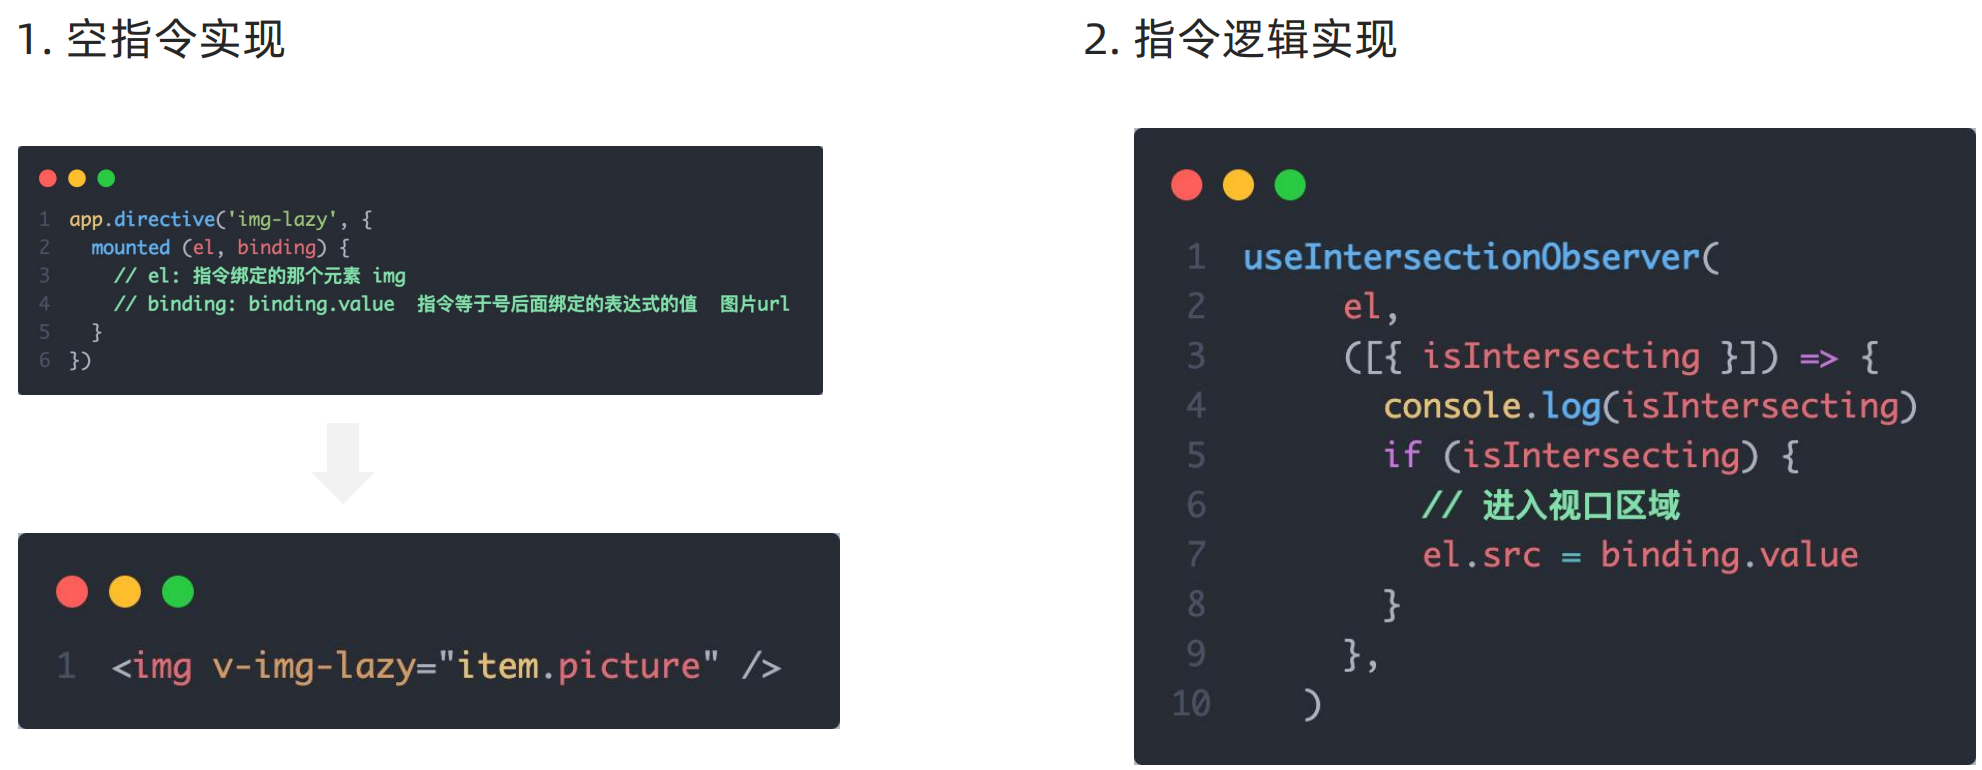 1. 空指令实现
1 app.directive('img-lazy', {
2   mounted (el, binding) {
3     // el: 指令绑定的那个元素 img
4     // binding: binding.value  指令等于号后面绑定的表达式的值  图片url
5   }
6 })
1 <img v-img-lazy="item.picture" />
2. 指令逻辑实现
1 useIntersectionObserver(
2      el,
3      ([{ isIntersecting }]) => {
4        console.log(isIntersecting)
5        if (isIntersecting) {
6          // 进入视口区域
7          el.src = binding.value
8        }
9      },
10    )